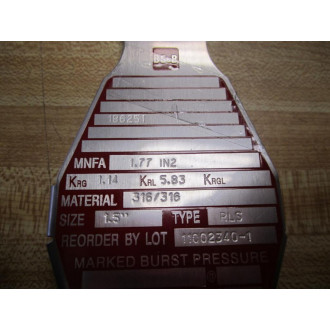 BS&B
MNFA 1.77 IN2
KRG 1.14 KRL 5.93 KRGL
MATERIAL 316/316
SIZE 1.5" TYPE RLS
REORDER BY LOT 11002340-1
MARKED BURST PRESSURE